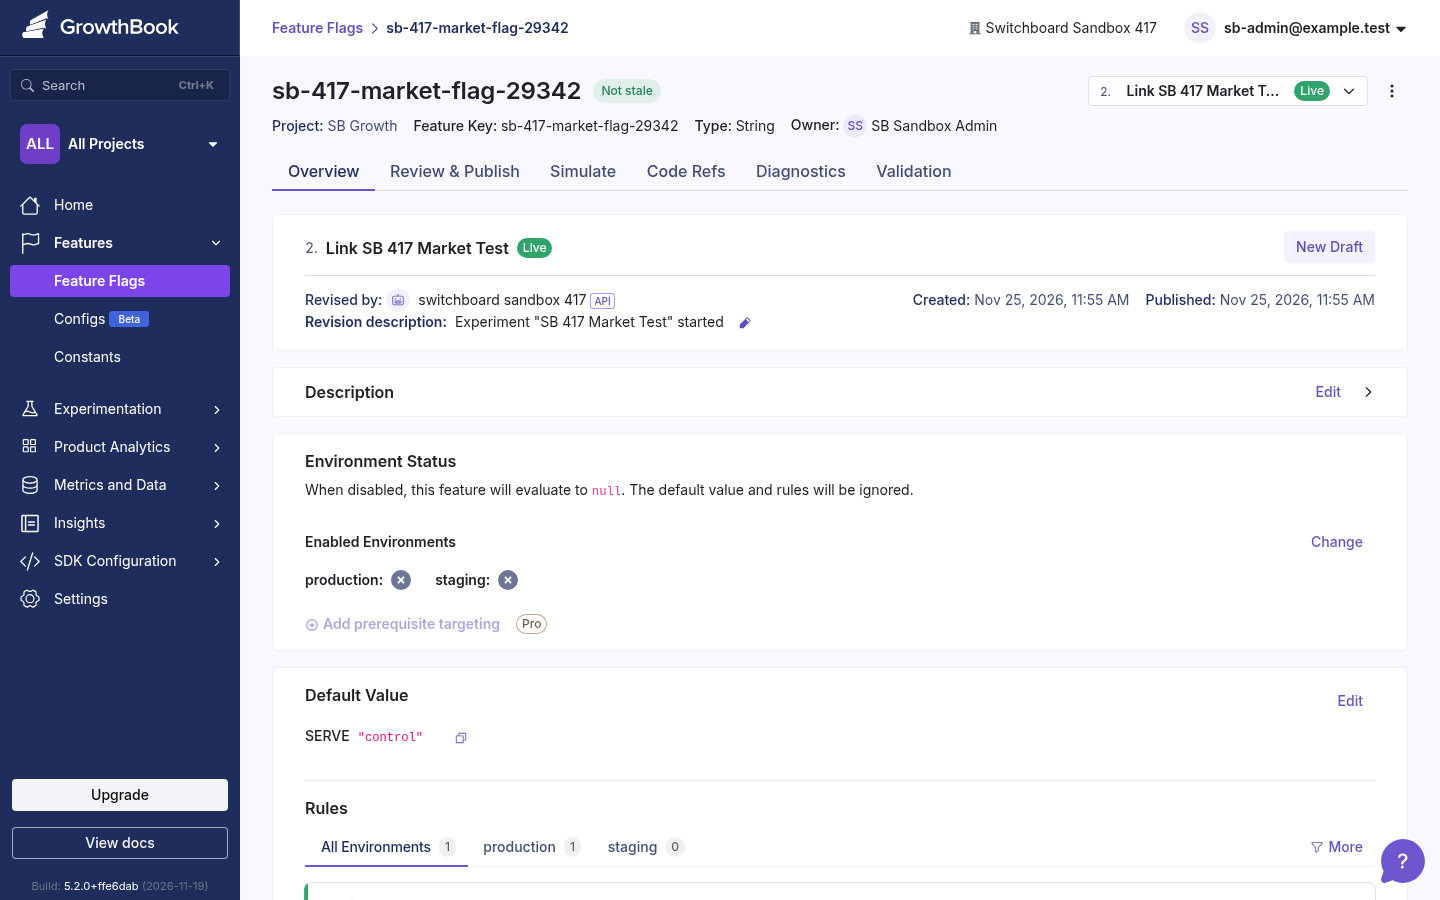 GrowthBook
Search Ctrl+K
ALL All Projects
Home
Features
Feature Flags
Configs Beta
Constants
Experimentation
Product Analytics
Metrics and Data
Insights
SDK Configuration
Settings
Upgrade
View docs
Build: 5.2.0+ffe6dab (2026-11-19)
Feature Flags > sb-417-market-flag-29342
Switchboard Sandbox 417 SS sb-admin@example.test
sb-417-market-flag-29342 Not stale
2. Link SB 417 Market T... Live
Project: SB Growth Feature Key: sb-417-market-flag-29342 Type: String Owner: SS SB Sandbox Admin
Overview Review & Publish Simulate Code Refs Diagnostics Validation
2. Link SB 417 Market Test Live New Draft
Revised by: switchboard sandbox 417 API Created: Nov 25, 2026, 11:55 AM Published: Nov 25, 2026, 11:55 AM
Revision description: Experiment "SB 417 Market Test" started
Description Edit
Environment Status
When disabled, this feature will evaluate to null. The default value and rules will be ignored.
Enabled Environments Change
production: staging:
Add prerequisite targeting Pro
Default Value Edit
SERVE "control"
Rules
All Environments 1 production 1 staging 0 More
?